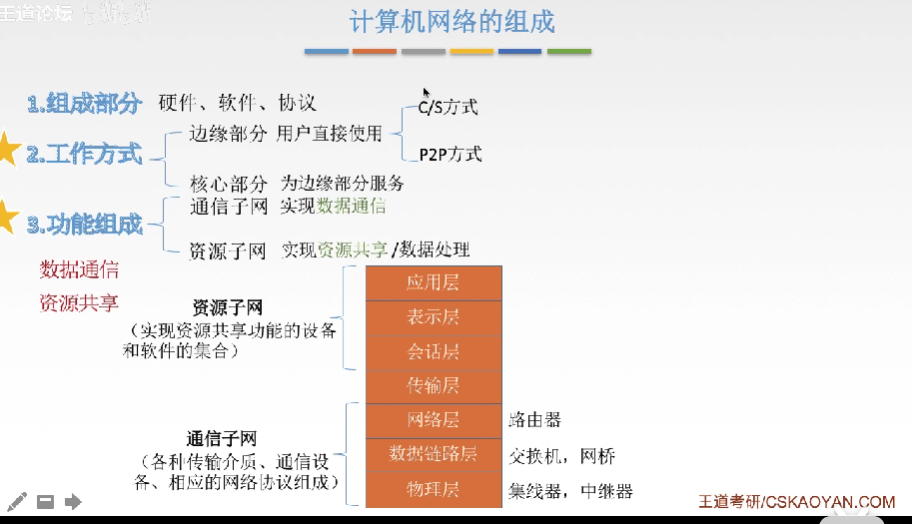 王道论坛
计算机网络的组成
1.组成部分 硬件、软件、协议
C/S方式
边缘部分 用户直接使用
2.工作方式
P2P方式
核心部分 为边缘部分服务
通信子网 实现数据通信
3.功能组成
资源子网 实现资源共享/数据处理
数据通信
资源共享
资源子网
（实现资源共享功能的设备
和软件的集合）
应用层
表示层
会话层
传输层
通信子网
（各种传输介质、通信设
备、相应的网络协议组成）
网络层 路由器
数据链路层 交换机，网桥
物理层 集线器，中继器
王道考研/CSKAOYAN.COM